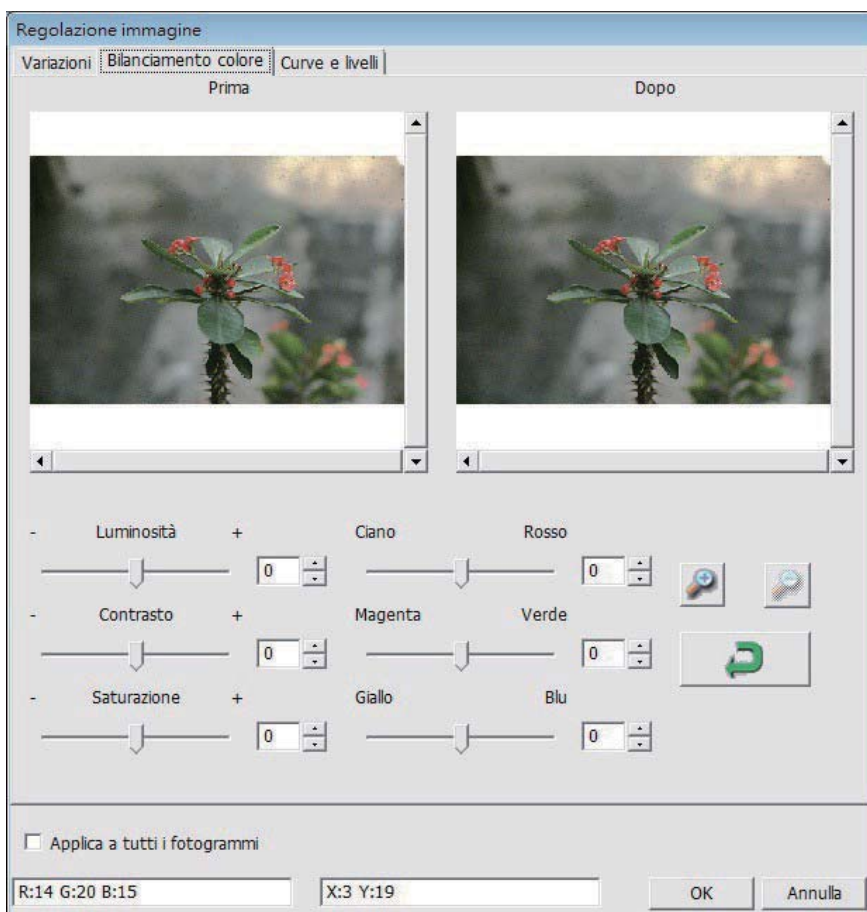 Regolazione immagine
Variazioni Bilanciamento colore Curve e livelli
Prima Dopo
- Luminosità + Ciano Rosso
0 0
- Contrasto + Magenta Verde
0 0
- Saturazione + Giallo Blu
0 0
Applica a tutti i fotogrammi
R:14 G:20 B:15 X:3 Y:19 OK Annulla